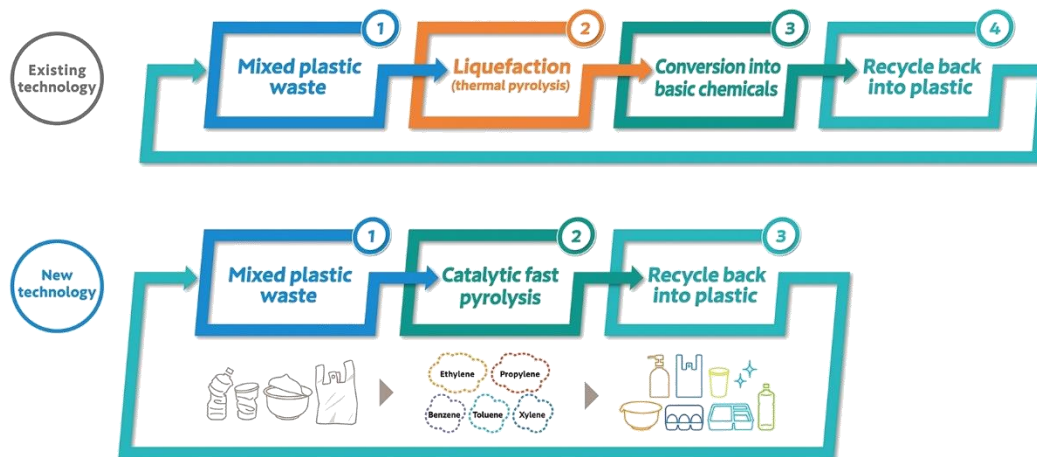 Existing
technology
1
Mixed plastic
waste
2
Liquefaction
(thermal pyrolysis)
3
Conversion into
basic chemicals
4
Recycle back
into plastic
New
technology
1
Mixed plastic
waste
2
Catalytic fast
pyrolysis
3
Recycle back
into plastic
Ethylene
Propylene
Benzene
Toluene
Xylene